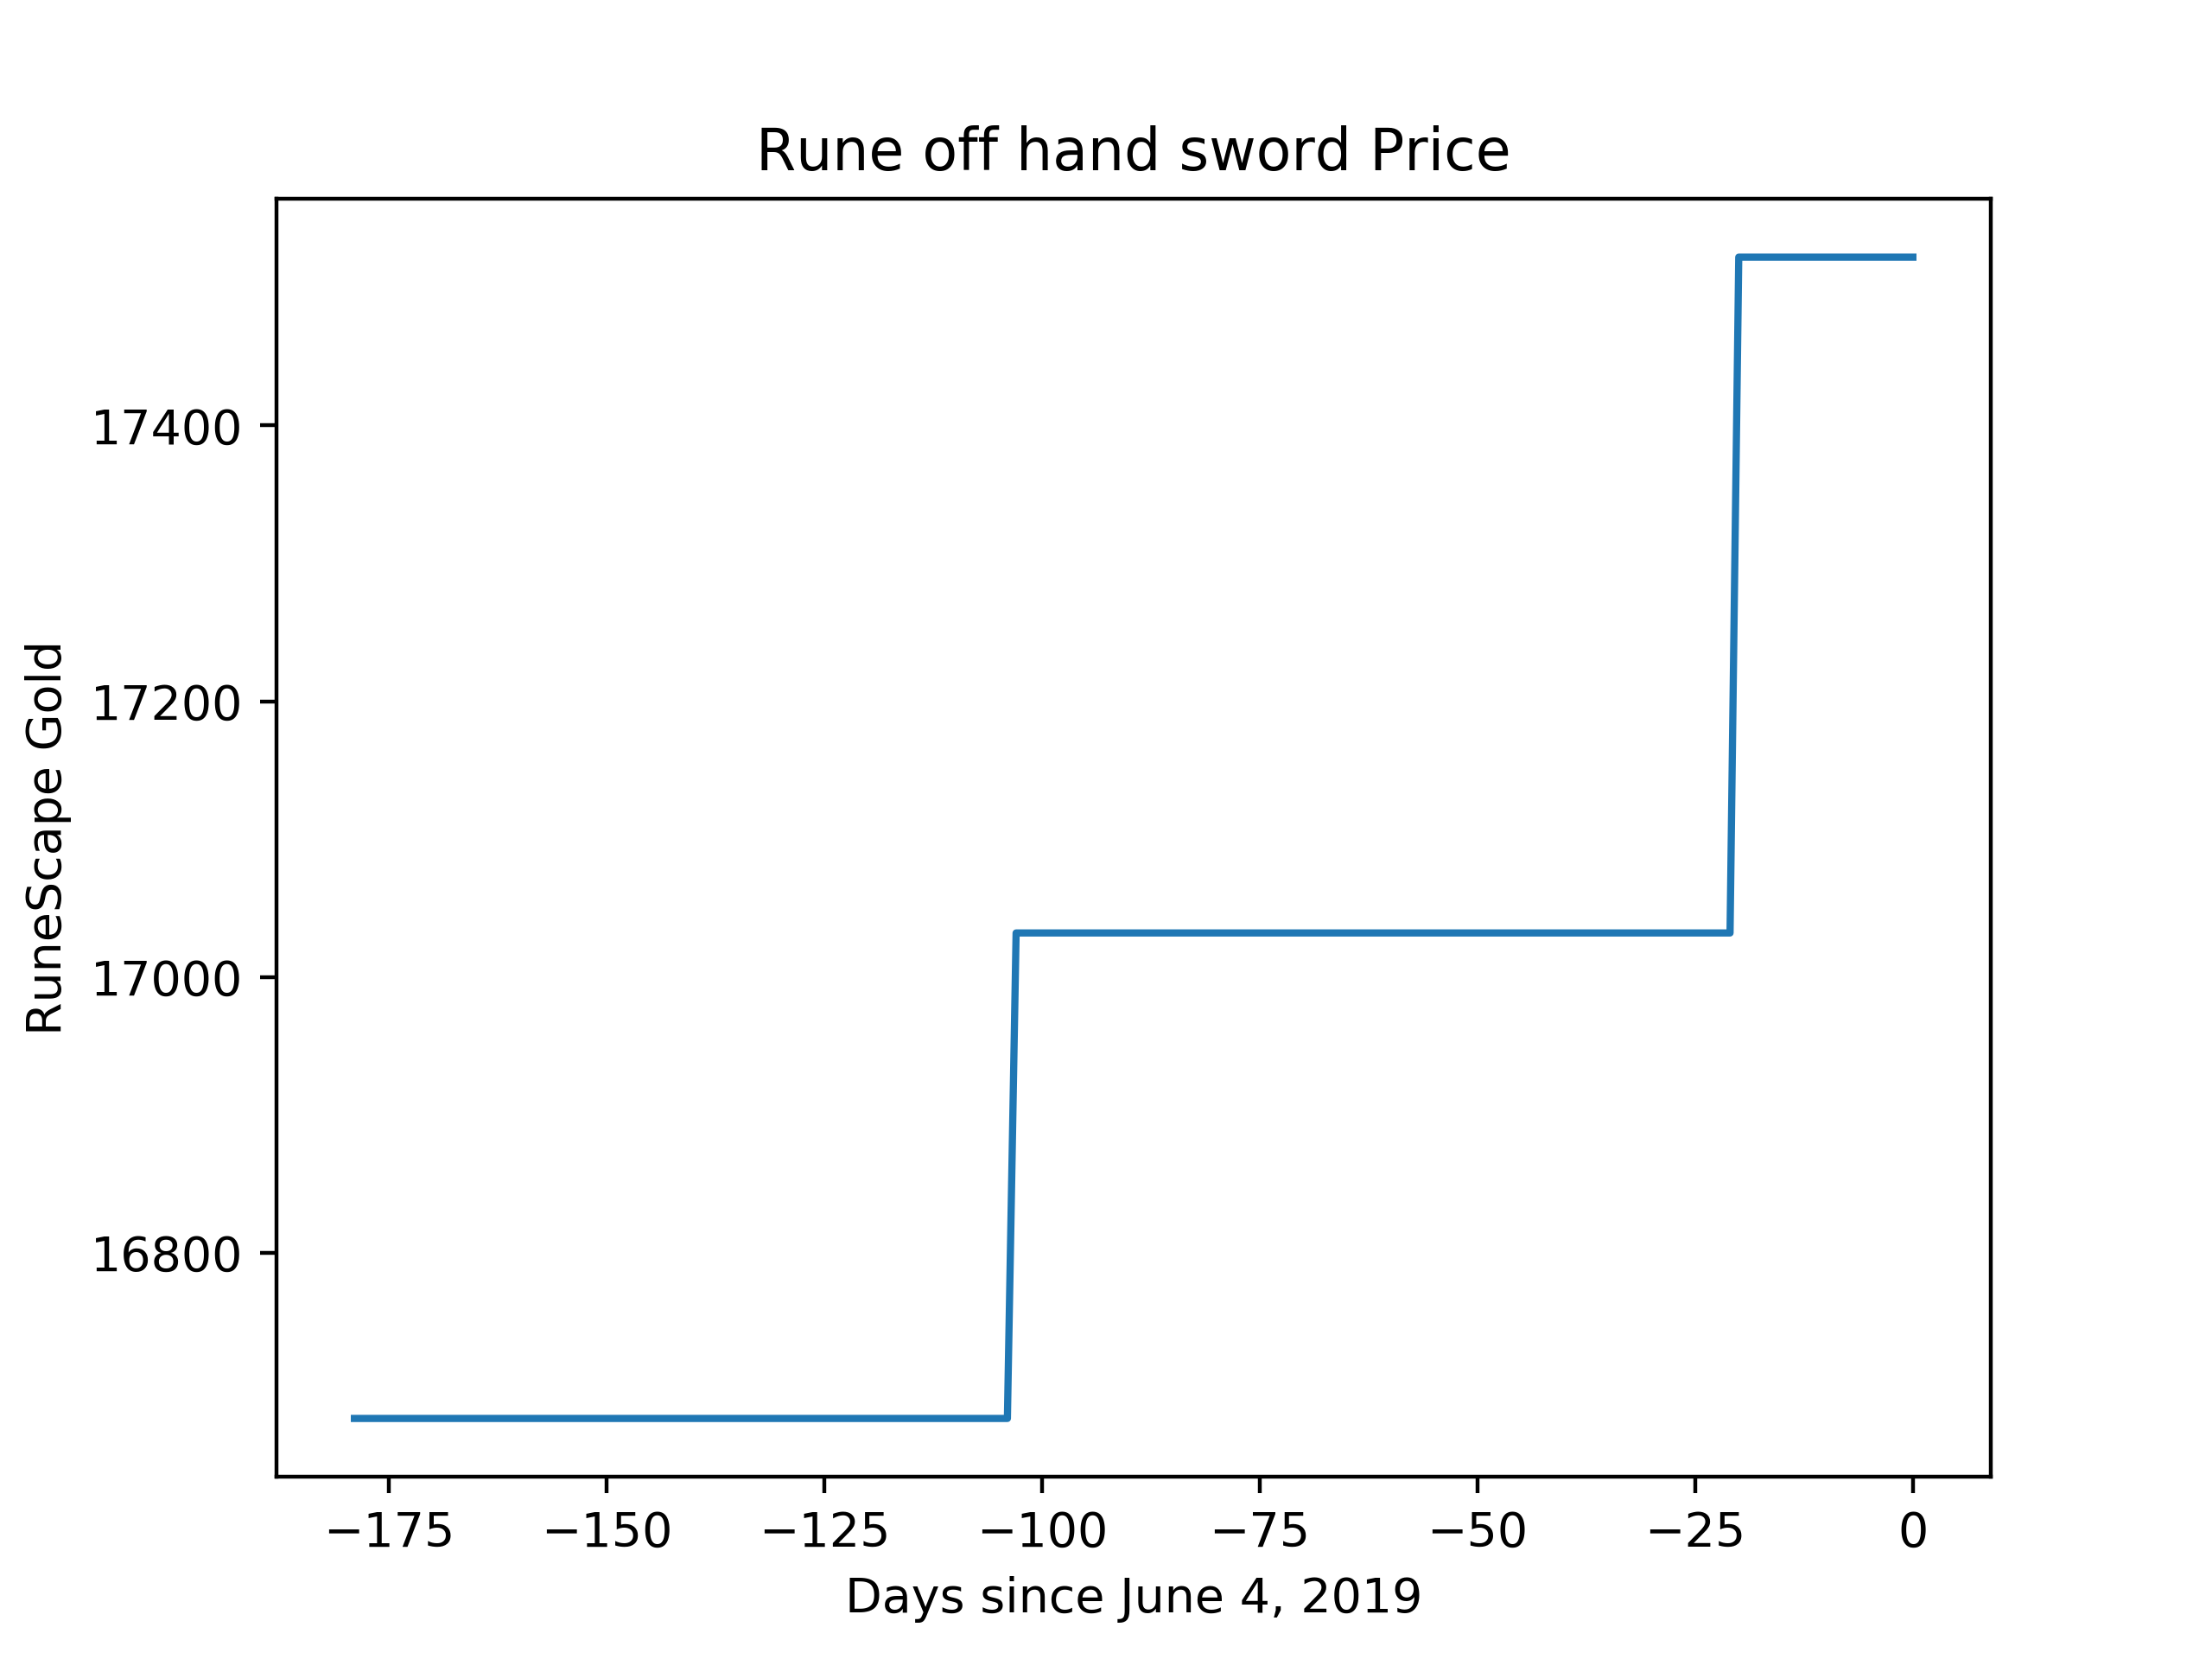 Rune off hand sword Price
RuneScape Gold
17400
17200
17000
16800
−175 −150 −125 −100 −75 −50 −25 0
Days since June 4, 2019